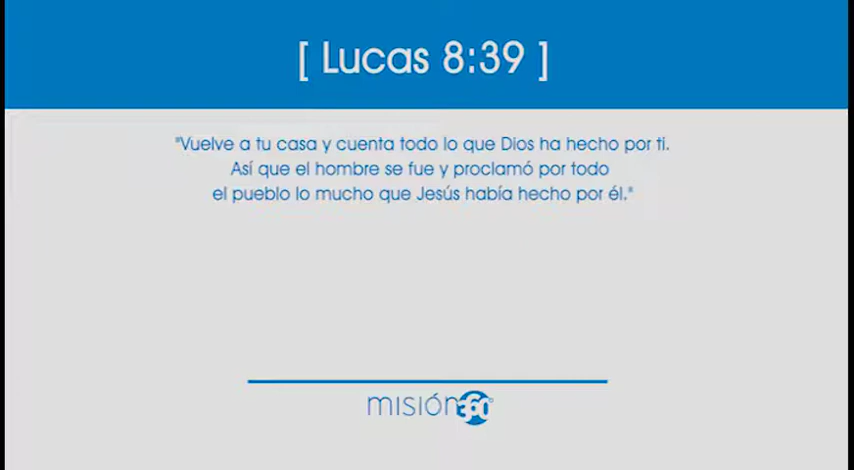 [ Lucas 8:39 ]
"Vuelve a tu casa y cuenta todo lo que Dios ha hecho por ti.
Así que el hombre se fue y proclamó por todo
el pueblo lo mucho que Jesús había hecho por él."
misión360°